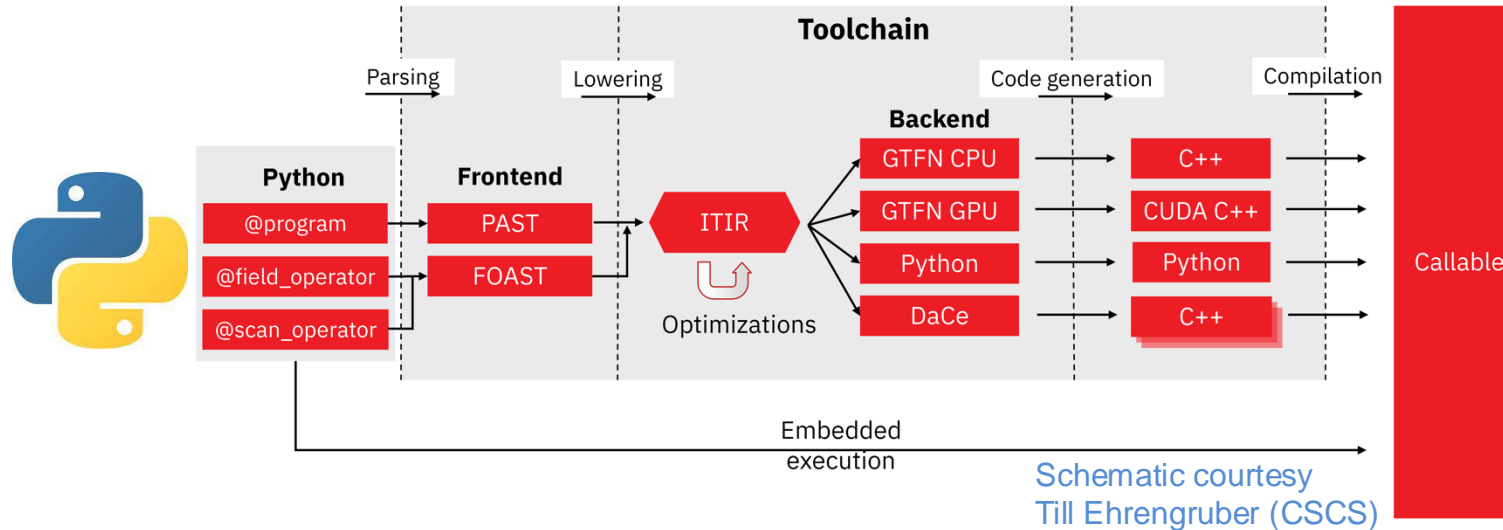 Toolchain
Parsing
Lowering
Code generation
Compilation
Python
@program
@field_operator
@scan_operator
Frontend
PAST
FOAST
ITIR
Optimizations
Backend
GTFN CPU
GTFN GPU
Python
DaCe
C++
CUDA C++
Python
C++
Callable
Embedded
execution
Schematic courtesy
Till Ehrengruber (CSCS)